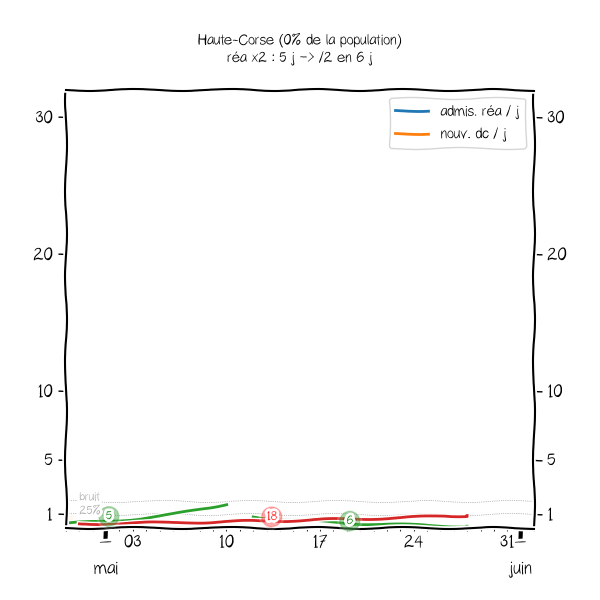 Haute-Corse (0% de la population)
réa x2 : 5 j -> /2 en 6 j
admis. réa / j
nouv. dc / j
30
30
20
20
10
10
5
5
bruit
25%
1
5
18
6
1
03
10
17
24
31
mai
juin